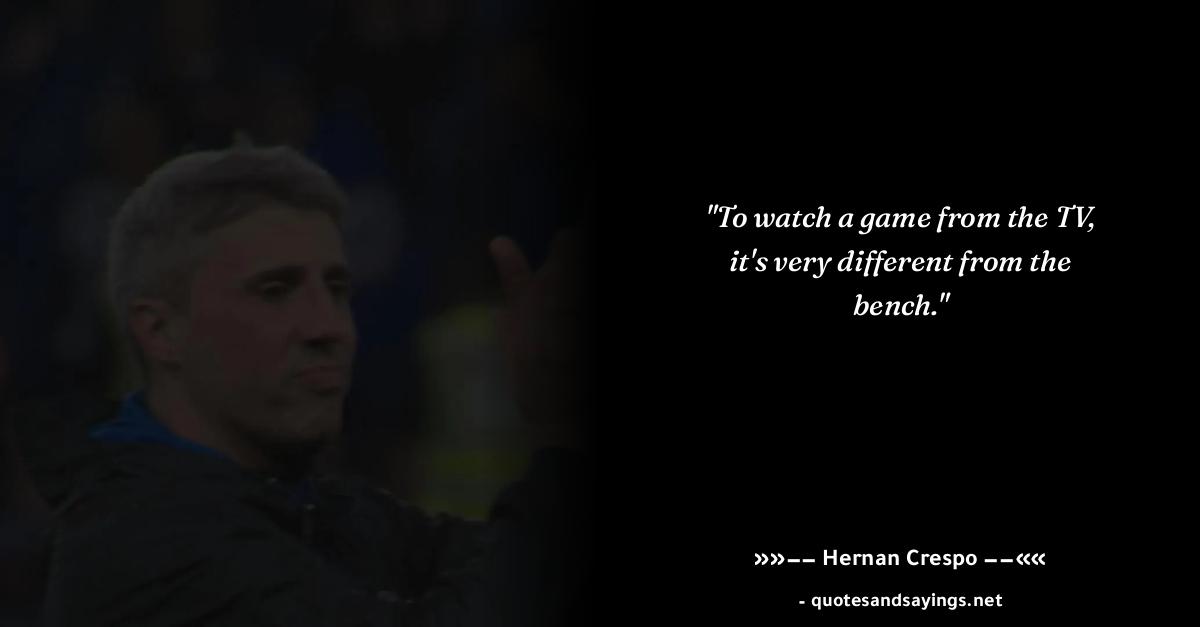 "To watch a game from the TV,
it's very different from the
bench."
»»–– Hernan Crespo ––««
- quotesandsayings.net